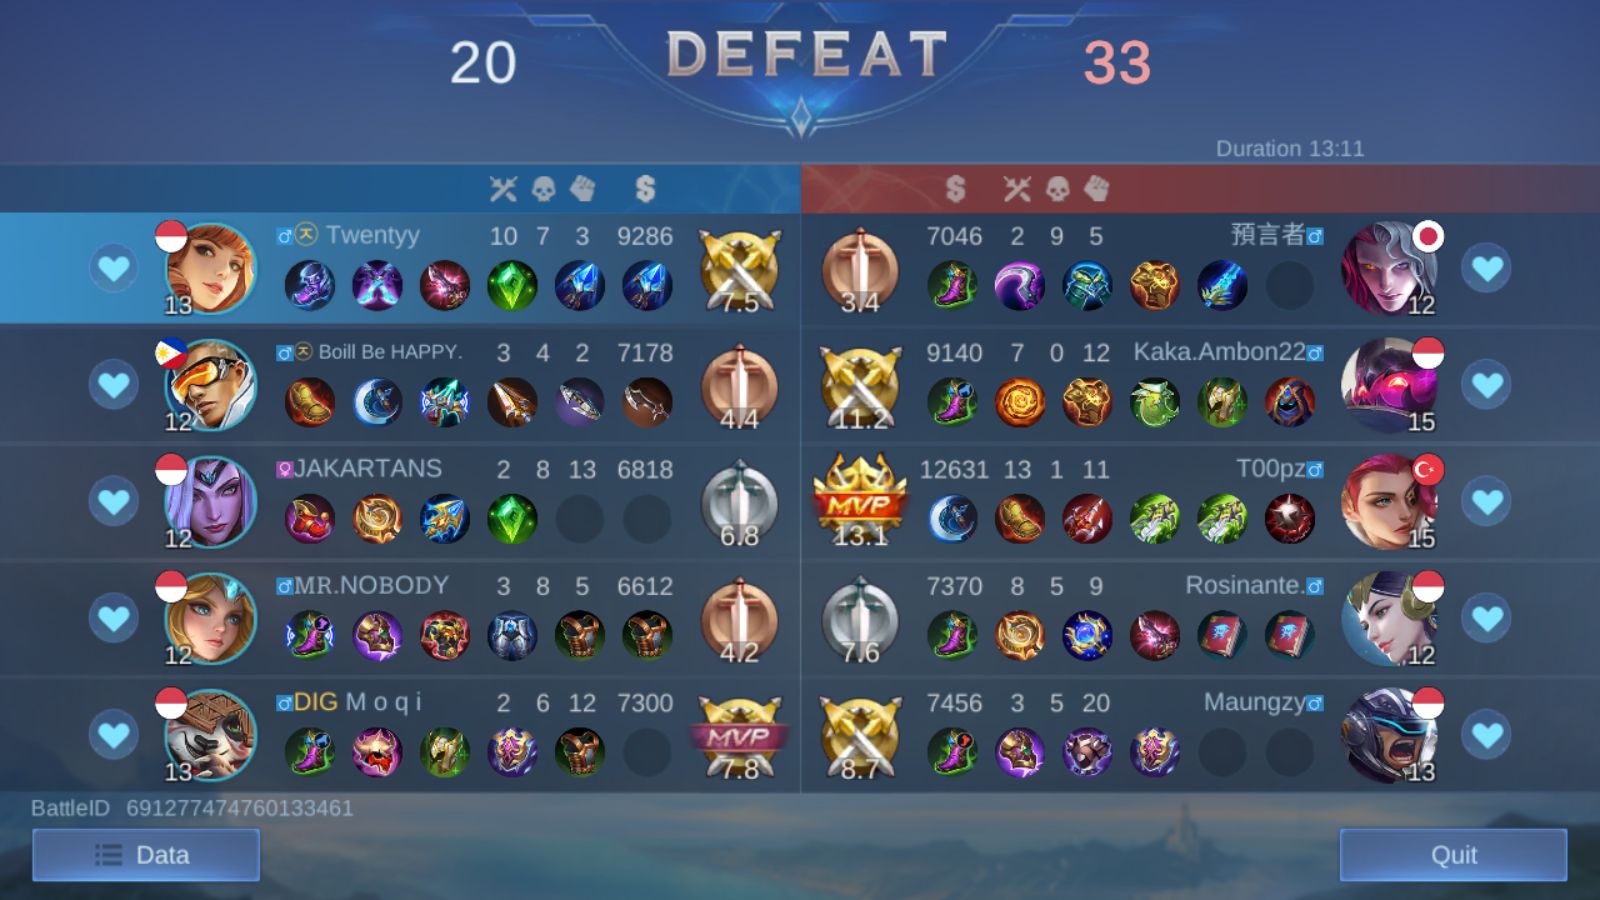 20 DEFEAT 33
Duration 13:11
Twentyy 10 7 3 9286
13 7.5
7046 2 9 5 預言者
3.4 12
Boill Be HAPPY. 3 4 2 7178
12 4.4
9140 7 0 12 Kaka.Ambon22
11.2 15
JAKARTANS 2 8 13 6818
12 6.8
12631 13 1 11 T00pz
MVP
13.1 15
MR.NOBODY 3 8 5 6612
12 4.2
7370 8 5 9 Rosinante.
7.6 12
DIG M o q i 2 6 12 7300
MVP
13 7.8
7456 3 5 20 Maungzy
8.7 13
BattleID 691277474760133461
Data
Quit